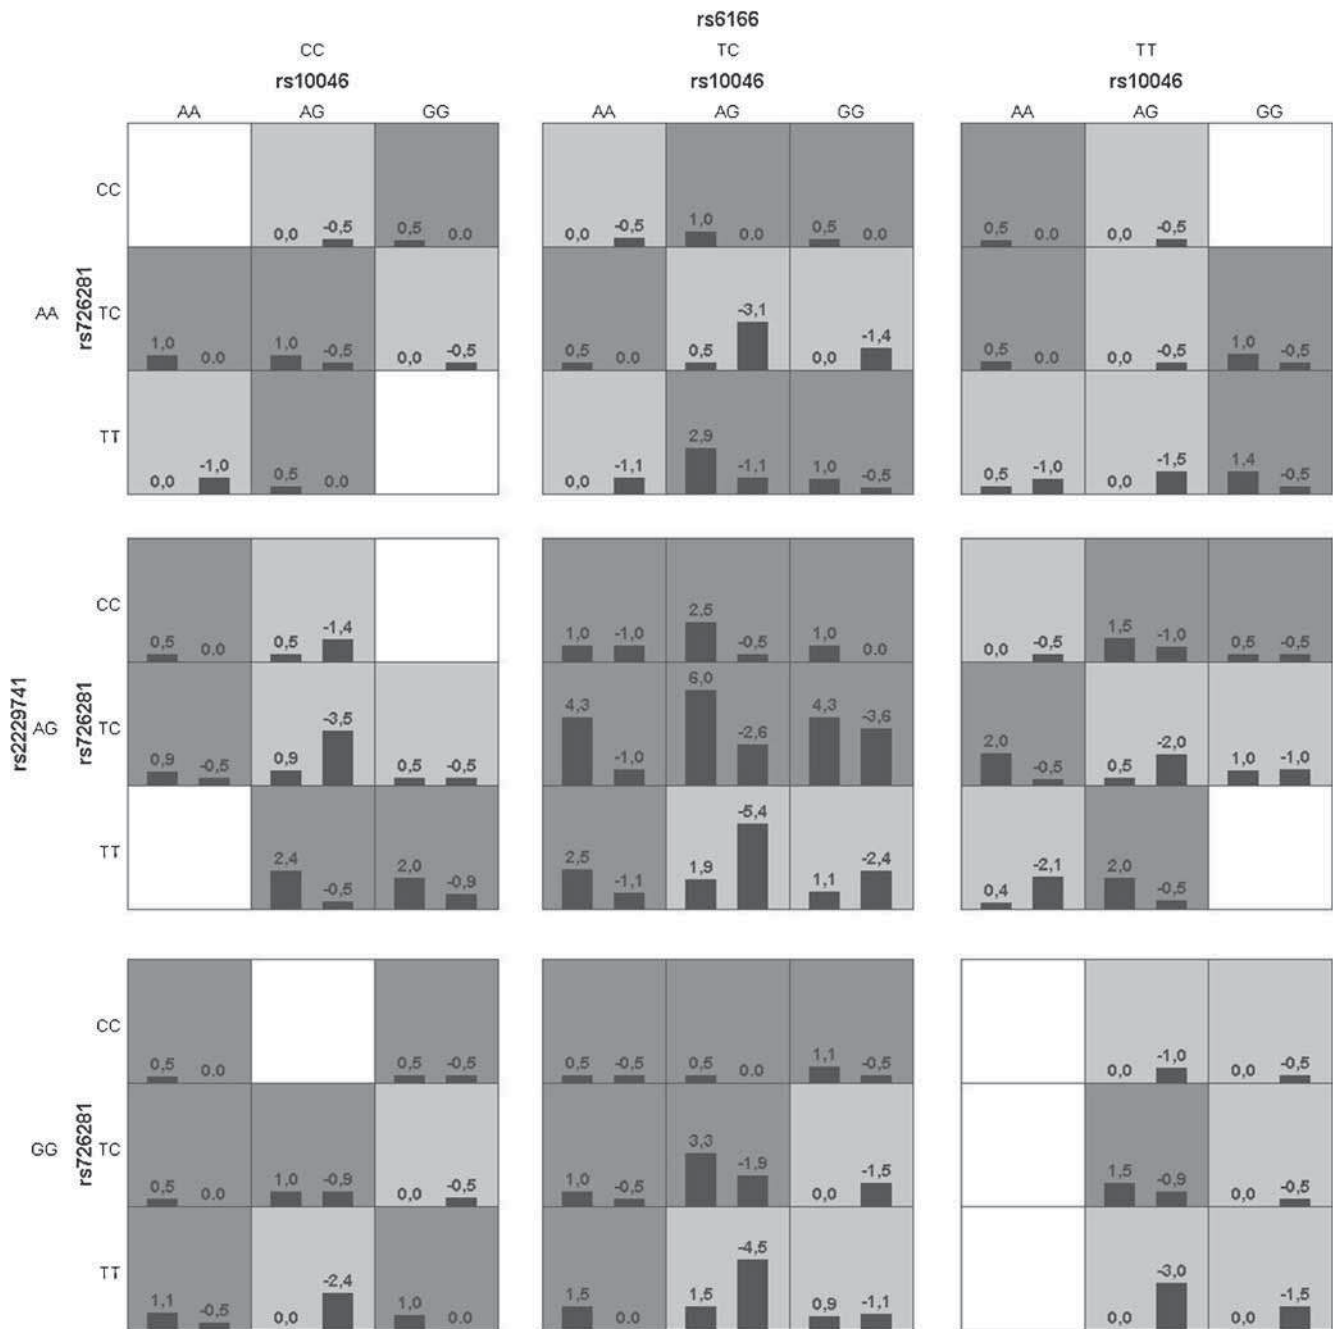 rs6166
CC TC TT
rs10046 rs10046 rs10046
AA AG GG AA AG GG AA AG GG
CC
0,0 -0,5 0,5 0.0 0,0 -0,5 1,0 0.0 0,5 0.0 0,5 0.0 0,0 -0,5
AA rs726281 TC
1,0 0.0 1,0 -0,5 0,0 -0,5 0,5 0.0 0,5 -3,1 0,0 -1,4 0,5 0.0 0,0 -0,5 1,0 -0,5
TT
0,0 -1,0 0,5 0.0 0,0 -1,1 2,9 -1,1 1,0 -0,5 0,5 -1,0 0,0 -1,5 1,4 -0,5
CC
0,5 0.0 0,5 -1,4 1,0 -1,0 2,5 -0,5 1,0 0.0 0,0 -0,5 1,5 -1,0 0,5 -0,5
rs2229741 AG rs726281 TC
0,9 -0,5 0,9 -3,5 0,5 -0,5 4,3 -1,0 6,0 -2,6 4,3 -3,6 2,0 -0,5 0,5 -2,0 1,0 -1,0
TT
2,4 -0,5 2,0 -0,9 2,5 -1,1 1,9 -5,4 1,1 -2,4 0,4 -2,1 2,0 -0,5
CC
0,5 0.0 0,5 -0,5 0,5 -0,5 0,5 0.0 1,1 -0,5 0,0 -1,0 0,0 -0,5
GG rs726281 TC
0,5 0.0 1,0 -0,9 0,0 -0,5 1,0 -0,5 3,3 -1,9 0,0 -1,5 1,5 -0,9 0,0 -0,5
TT
1,1 -0,5 0,0 -2,4 1,0 0.0 1,5 0.0 1,5 -4,5 0,9 -1,1 0,0 -3,0 0,0 -1,5